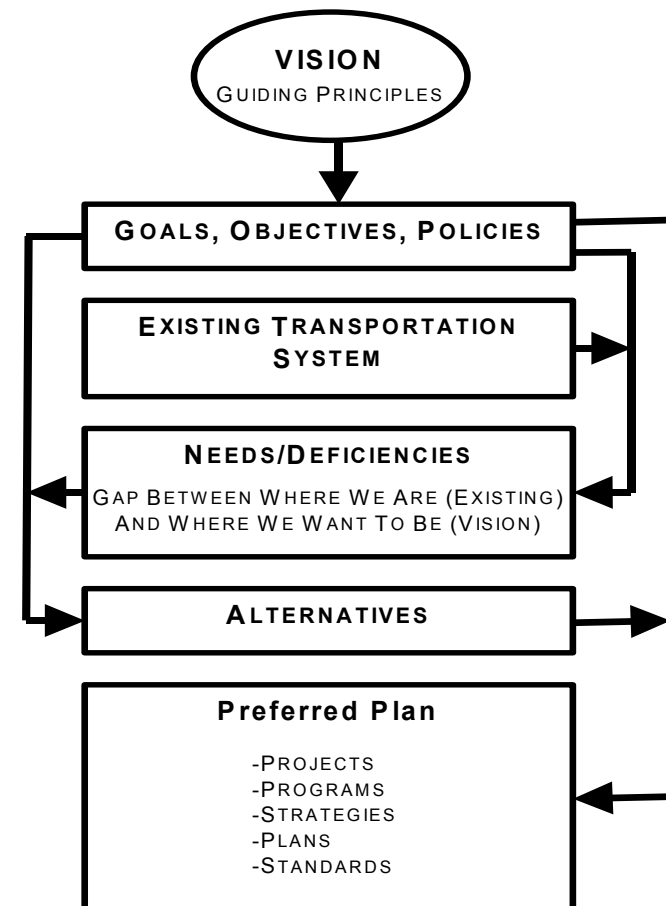 VISION
GUIDING PRINCIPLES
GOALS, OBJECTIVES, POLICIES
EXISTING TRANSPORTATION
SYSTEM
NEEDS/DEFICIENCIES
GAP BETWEEN WHERE WE ARE (EXISTING)
AND WHERE WE WANT TO BE (VISION)
ALTERNATIVES
Preferred Plan
-PROJECTS
-PROGRAMS
-STRATEGIES
-PLANS
-STANDARDS